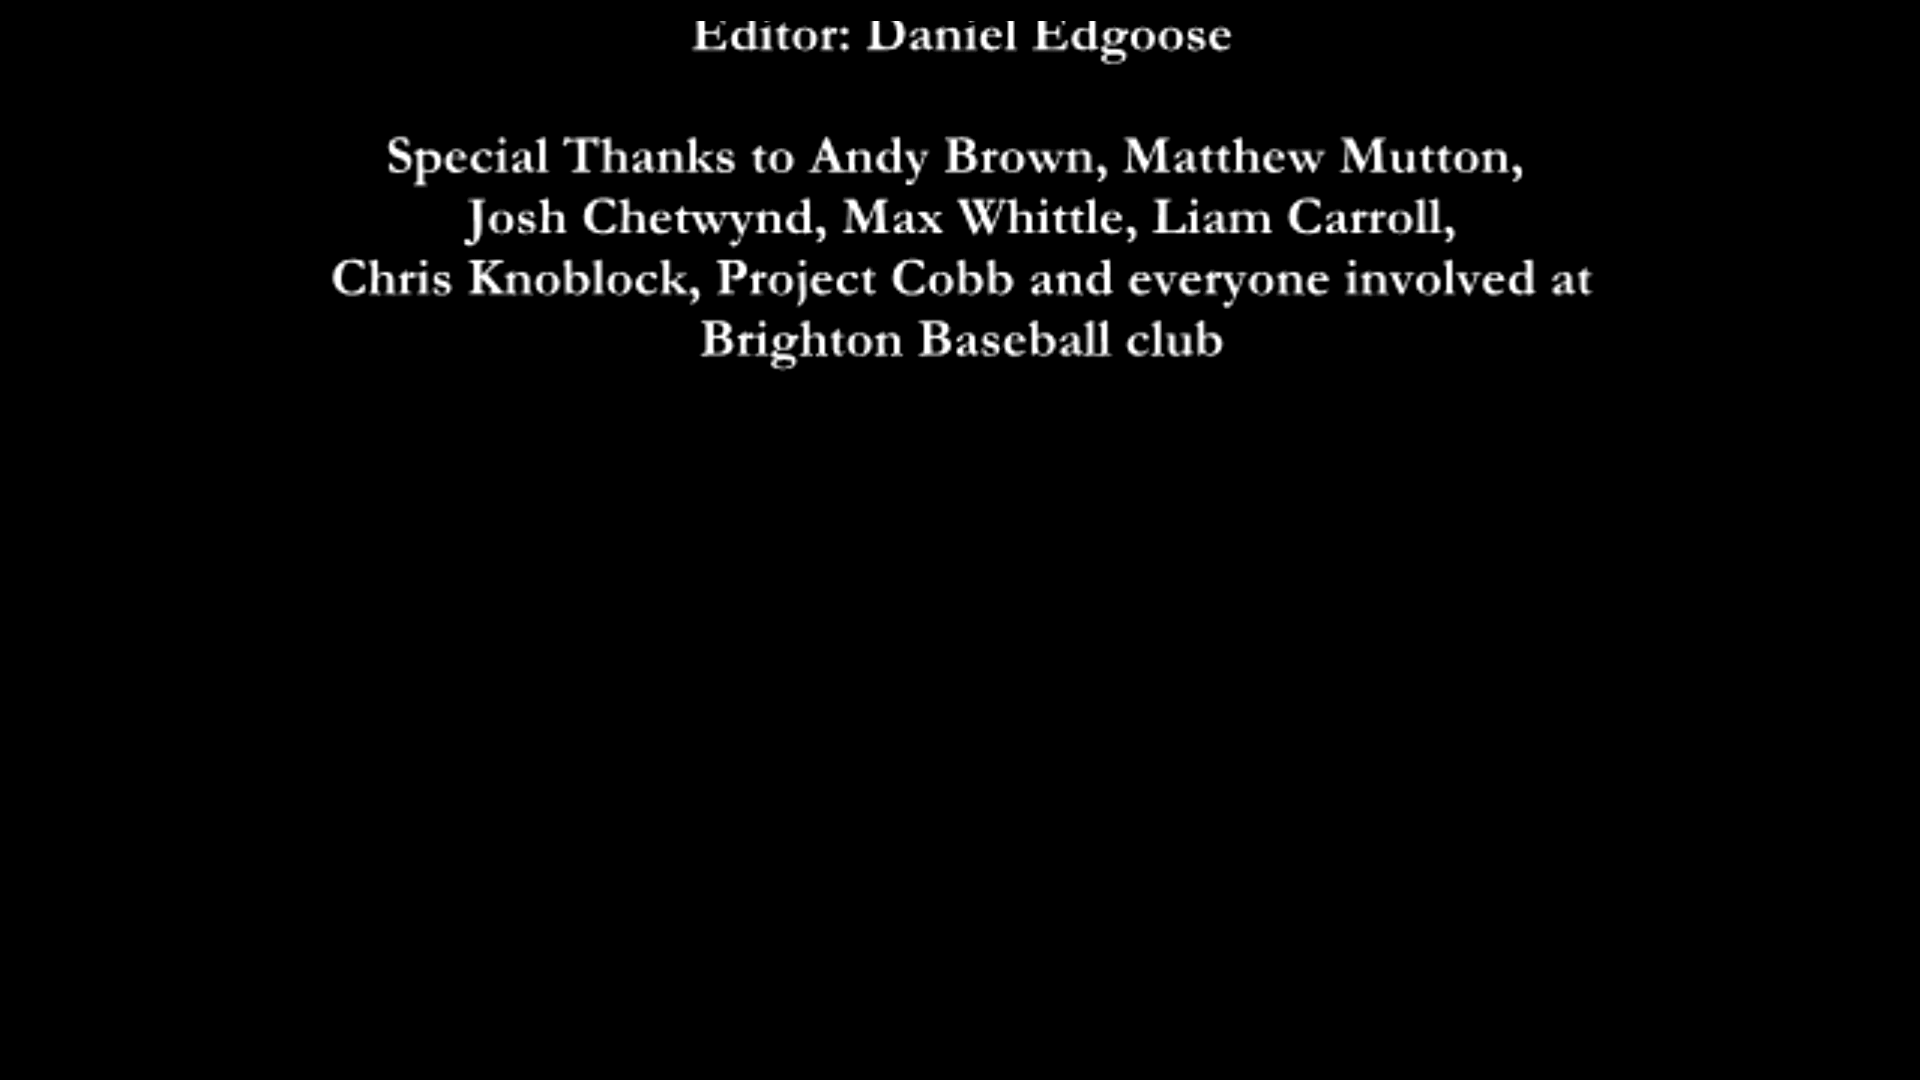 Editor: Daniel Edgoose
Special Thanks to Andy Brown, Matthew Mutton,
Josh Chetwynd, Max Whittle, Liam Carroll,
Chris Knoblock, Project Cobb and everyone involved at
Brighton Baseball club